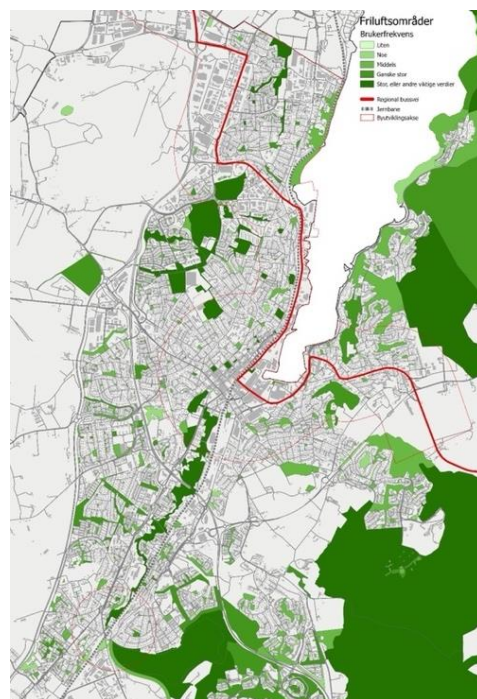 Friluftsområder
Brukerfrekvens
Liten
Noe
Middels
Ganske stor
Stor, eller andre viktige verdier
Regional bussvei
Jernbane
Byutviklingsakse